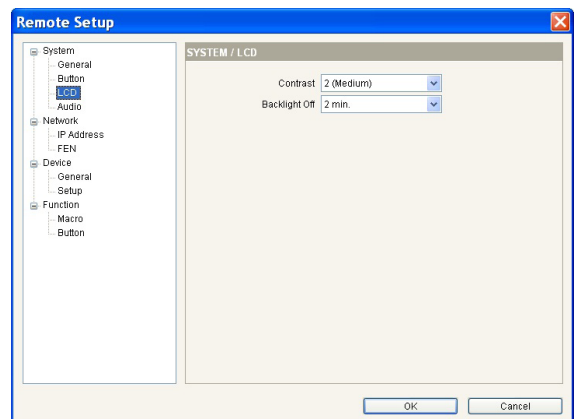 Remote Setup
System
General
Button
LCD
Audio
Network
IP Address
FEN
Device
General
Setup
Function
Macro
Button
SYSTEM / LCD
Contrast 2 (Medium)
Backlight Off 2 min.
OK Cancel